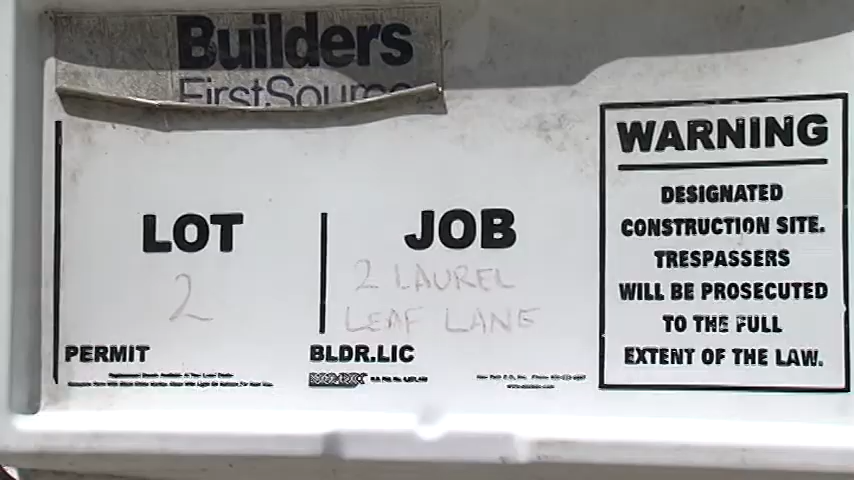 Builders
FirstSource
LOT
2
JOB
2 LAUREL
LEAF LANE
PERMIT
BLDR.LIC
WARNING
DESIGNATED
CONSTRUCTION SITE.
TRESPASSERS
WILL BE PROSECUTED
TO THE FULL
EXTENT OF THE LAW.